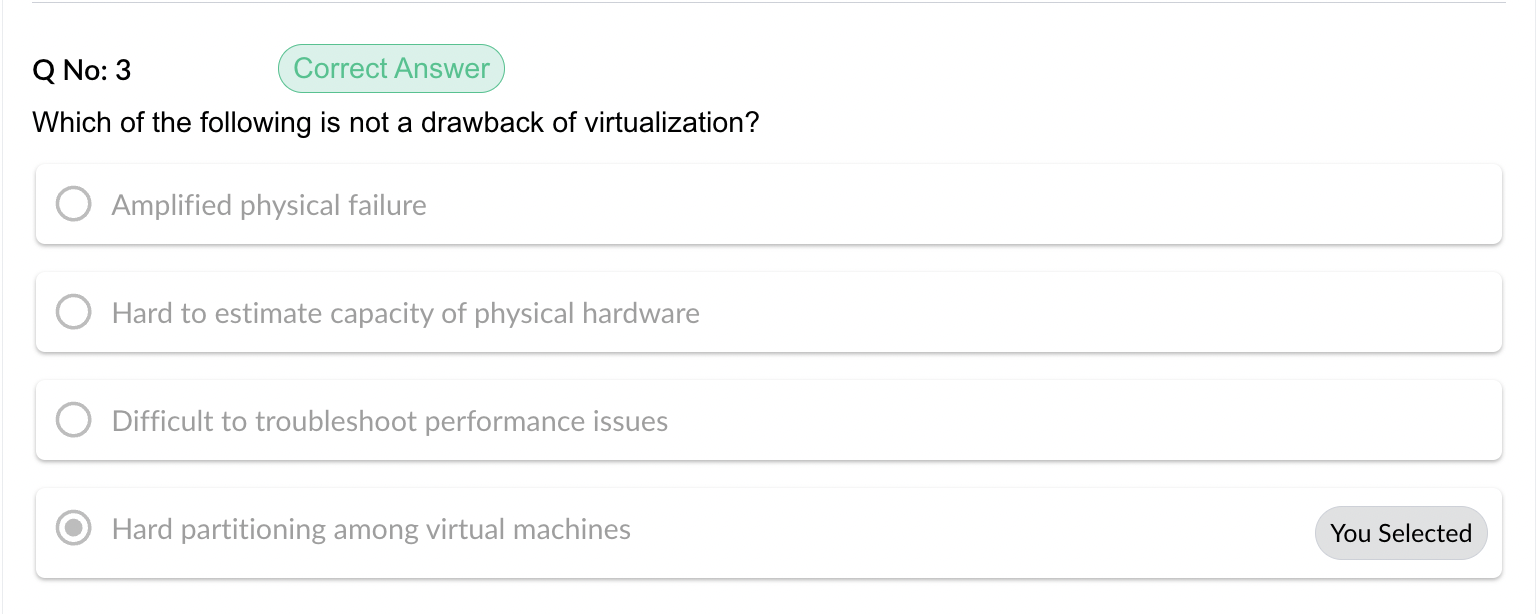 Q No: 3 Correct Answer
Which of the following is not a drawback of virtualization?
Amplified physical failure
Hard to estimate capacity of physical hardware
Difficult to troubleshoot performance issues
Hard partitioning among virtual machines You Selected